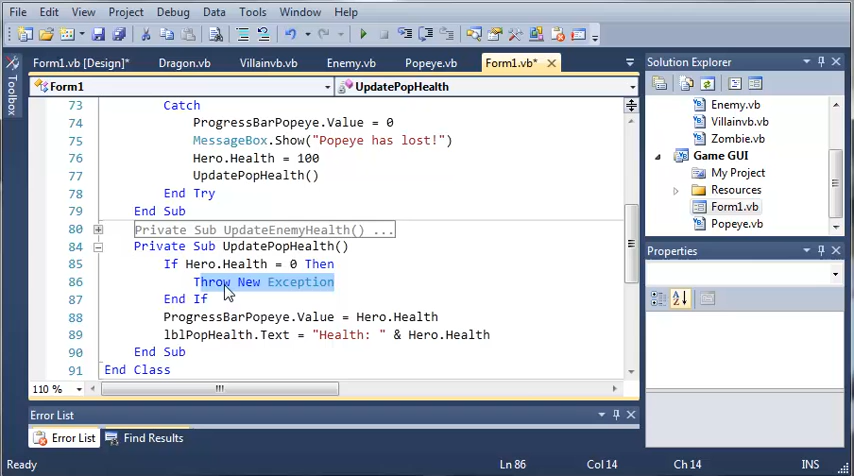 File Edit View Project Debug Data Tools Window Help
Form1.vb [Design]* Dragon.vb Villainvb.vb Enemy.vb Popeye.vb Form1.vb*
Toolbox
Form1 UpdatePopHealth
73 Catch
74 ProgressBarPopeye.Value = 0
75 MessageBox.Show("Popeye has lost!")
76 Hero.Health = 100
77 UpdatePopHealth()
78 End Try
79 End Sub
80 Private Sub UpdateEnemyHealth() ...
84 Private Sub UpdatePopHealth()
85 If Hero.Health = 0 Then
86 Throw New Exception
87 End If
88 ProgressBarPopeye.Value = Hero.Health
89 lblPopHealth.Text = "Health: " & Hero.Health
90 End Sub
91 End Class
110 %
Error List
Error List Find Results
Ready Ln 86 Col 14 Ch 14 INS
Solution Explorer
Enemy.vb
Villainvb.vb
Zombie.vb
Game GUI
My Project
Resources
Form1.vb
Popeye.vb
Properties